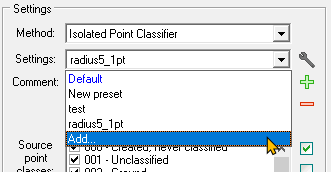 Settings
Method: Isolated Point Classifier
Settings: radius5_1pt
Comment: Default
New preset
test
radius5_1pt
Add...
Source point classes:
000 - Created, never classified
001 - Unclassified
002 - Ground